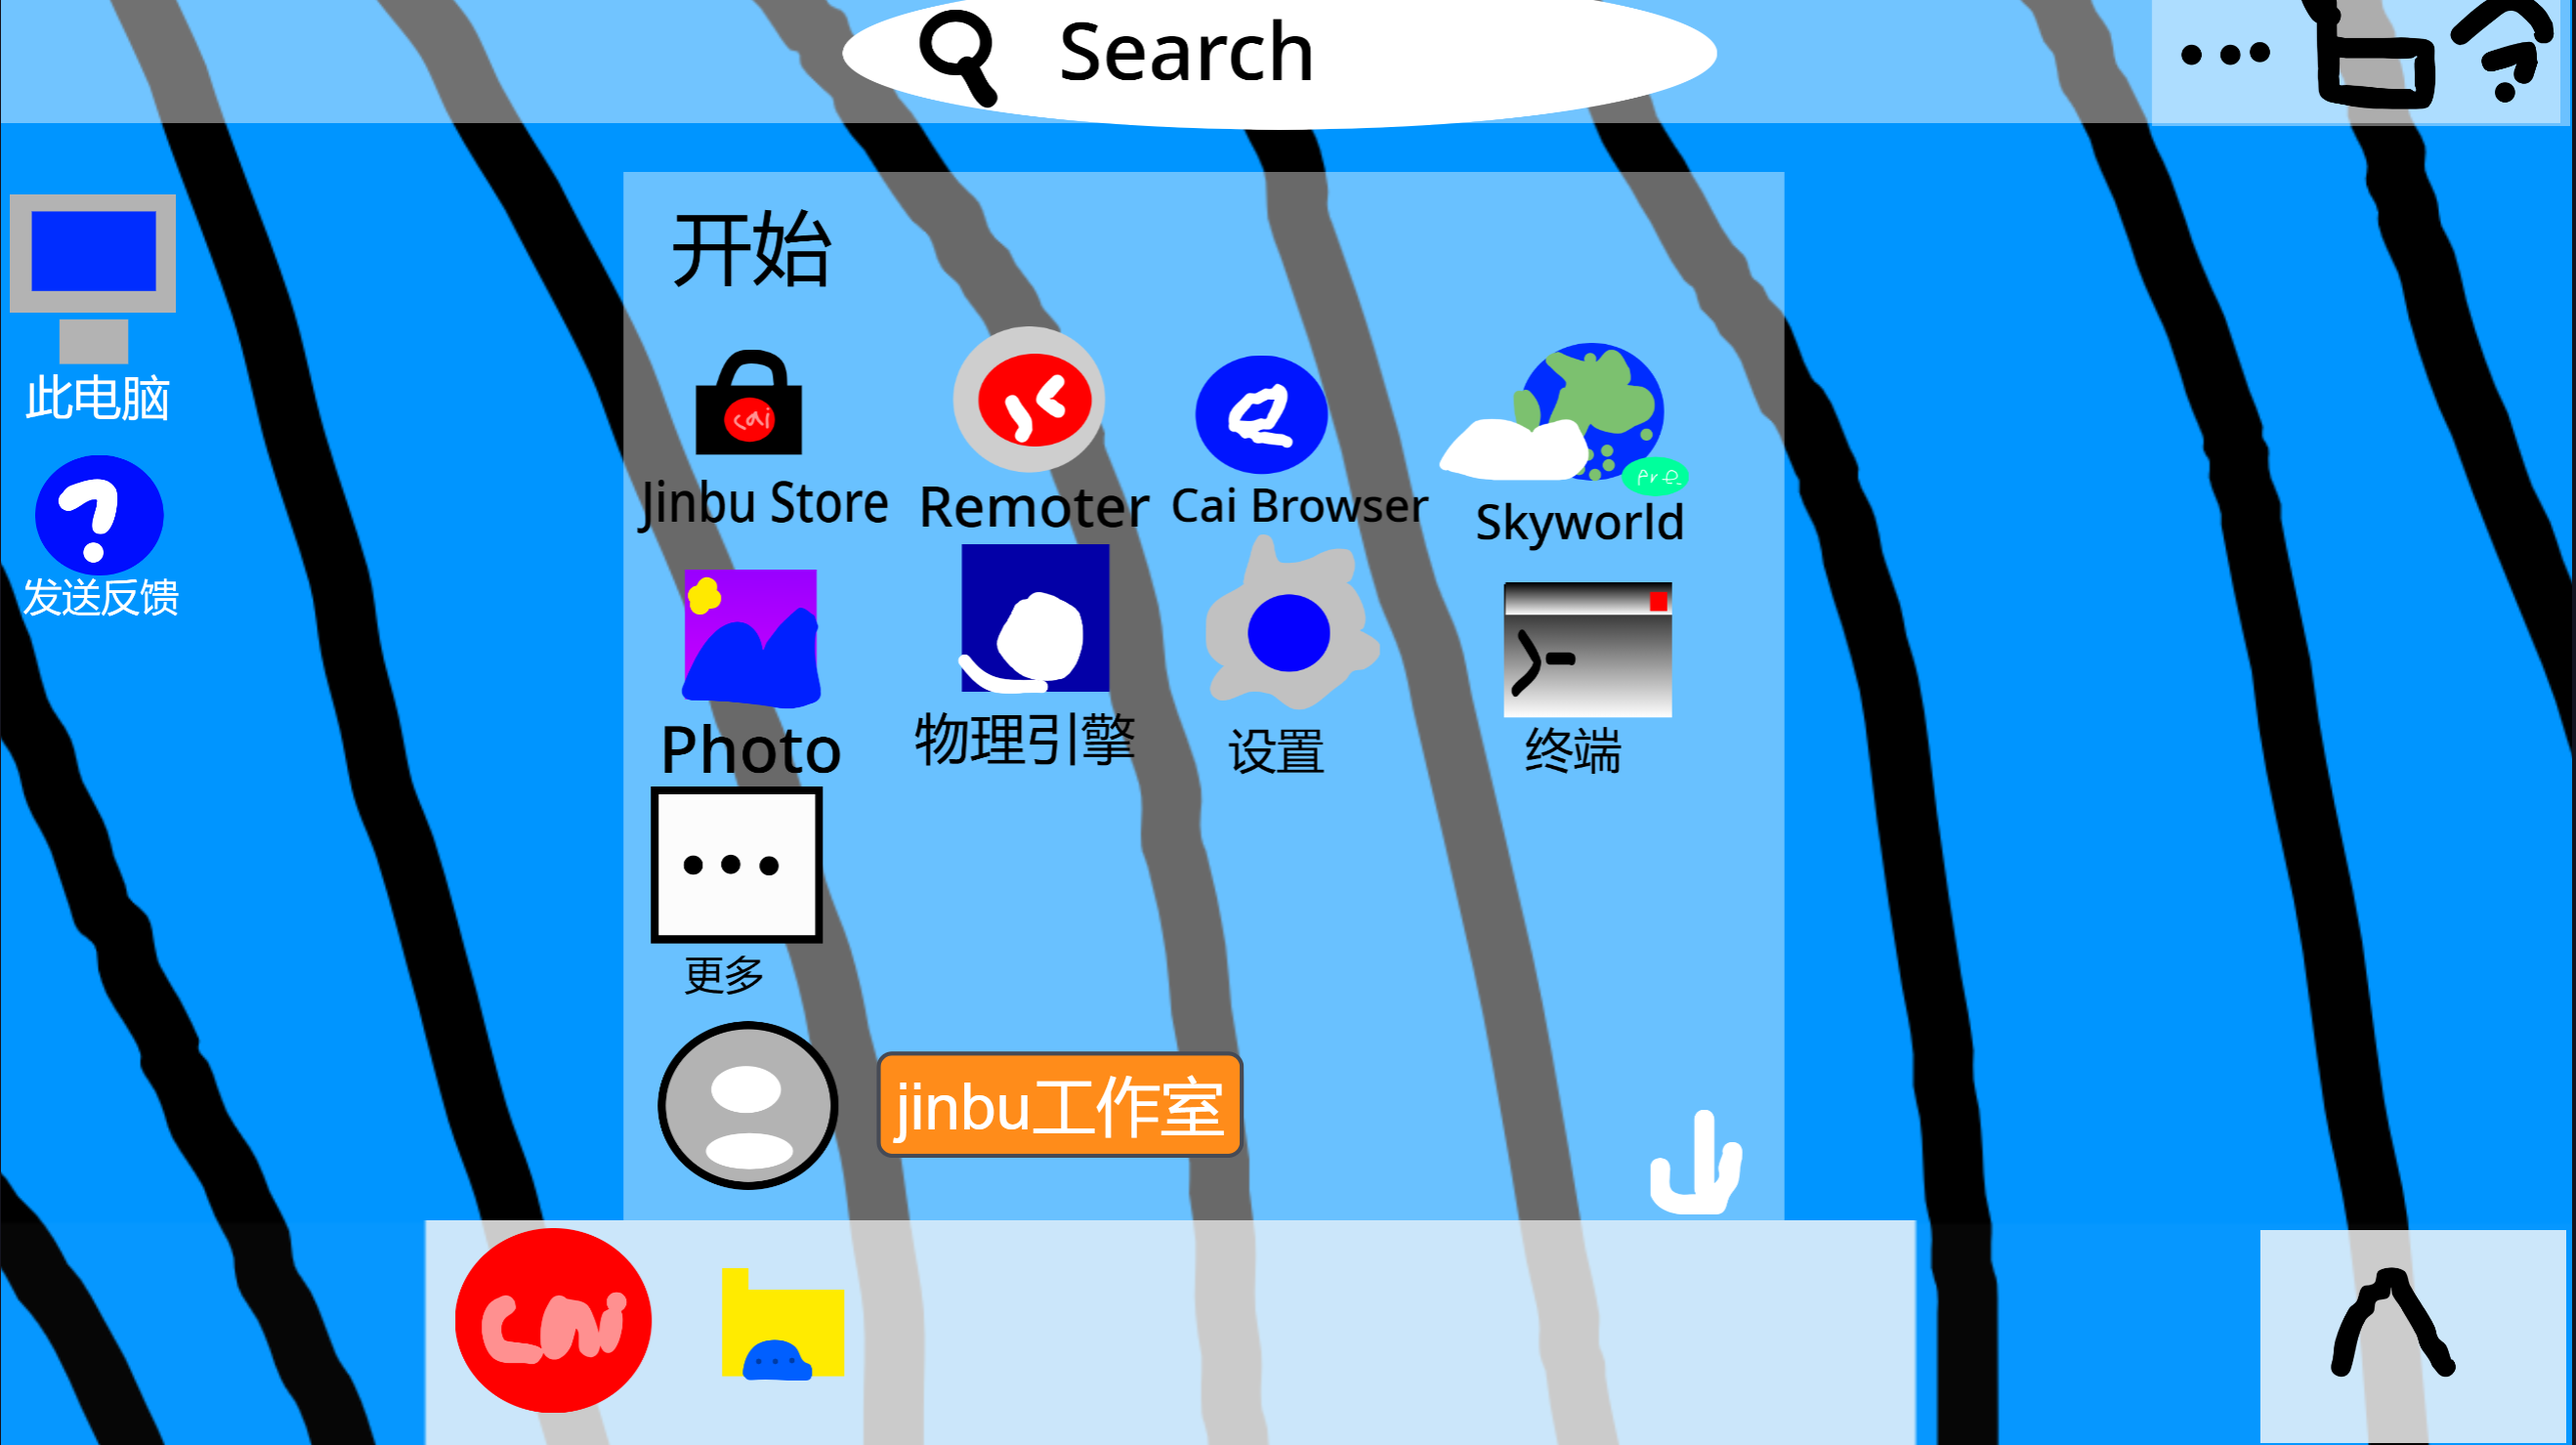 Search
此电脑
发送反馈
开始
cai
Jinbu Store
Remoter
Cai Browser
Pre
Skyworld
Photo
物理引擎
设置
终端
更多
jinbu工作室
CAi